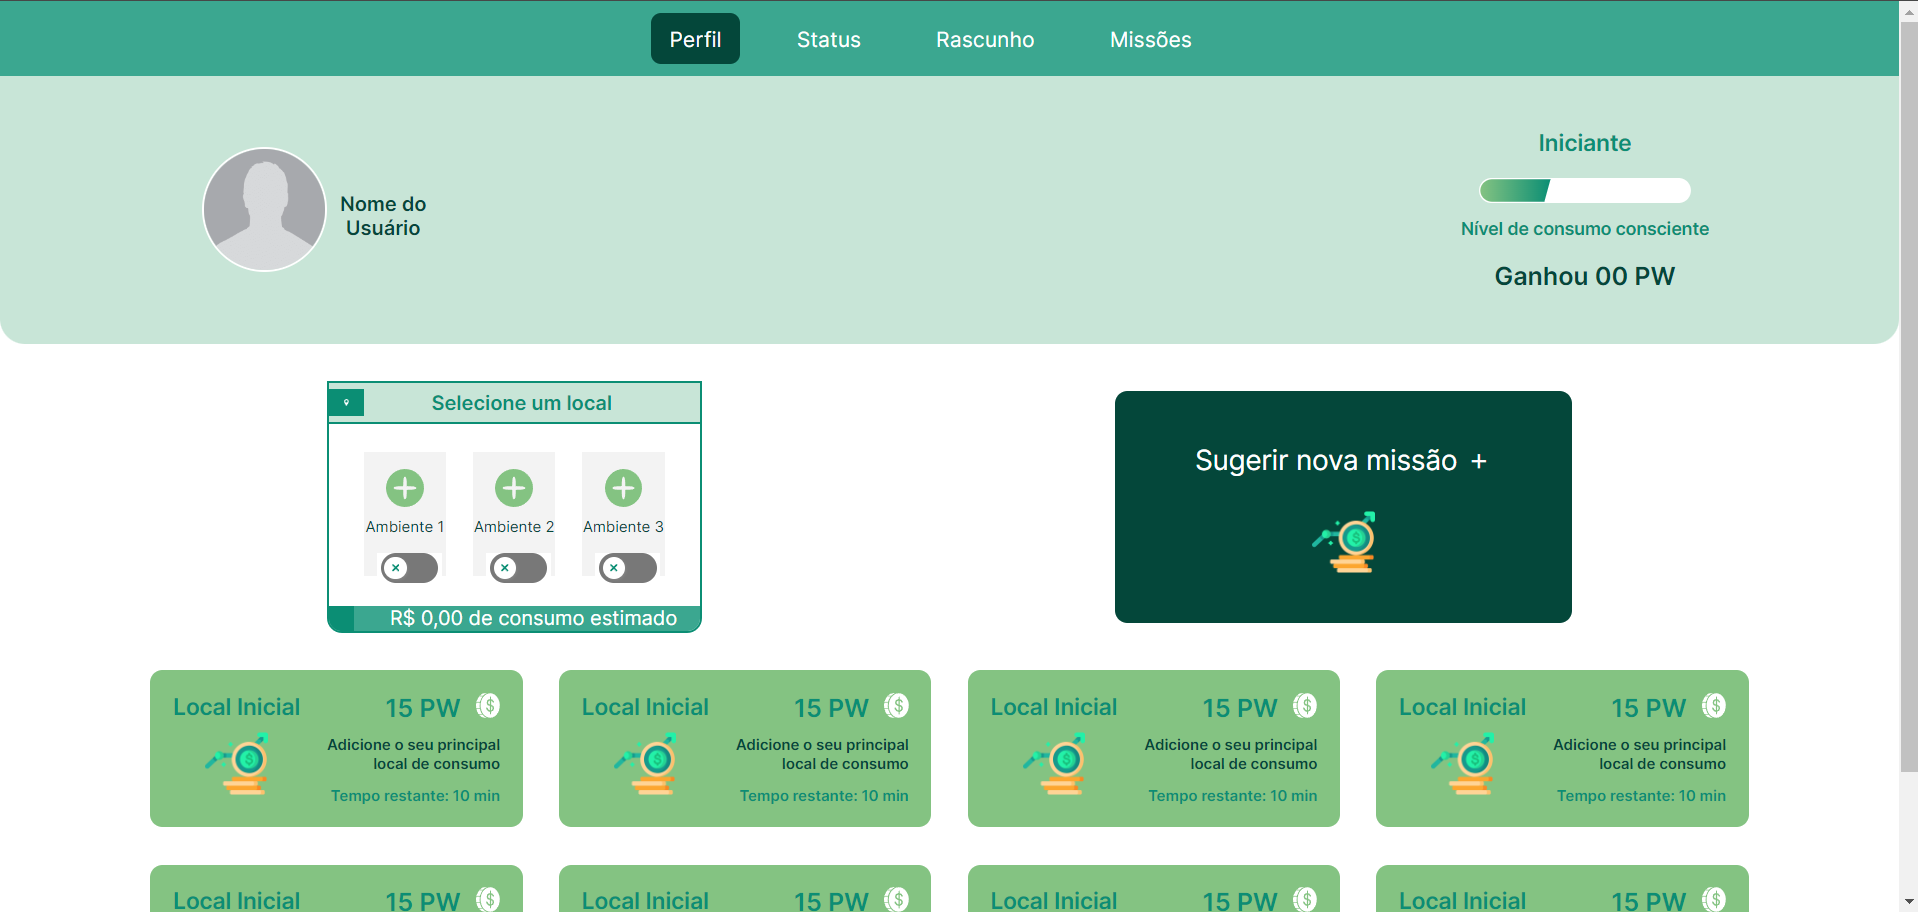 Perfil Status Rascunho Missões
Iniciante
Nome do
Usuário
Nível de consumo consciente
Ganhou 00 PW
Selecione um local
Ambiente 1 Ambiente 2 Ambiente 3
R$ 0,00 de consumo estimado
Sugerir nova missão +
Local Inicial 15 PW
Adicione o seu principal
local de consumo
Tempo restante: 10 min
Local Inicial 15 PW
Adicione o seu principal
local de consumo
Tempo restante: 10 min
Local Inicial 15 PW
Adicione o seu principal
local de consumo
Tempo restante: 10 min
Local Inicial 15 PW
Adicione o seu principal
local de consumo
Tempo restante: 10 min
Local Inicial 15 PW
Local Inicial 15 PW
Local Inicial 15 PW
Local Inicial 15 PW